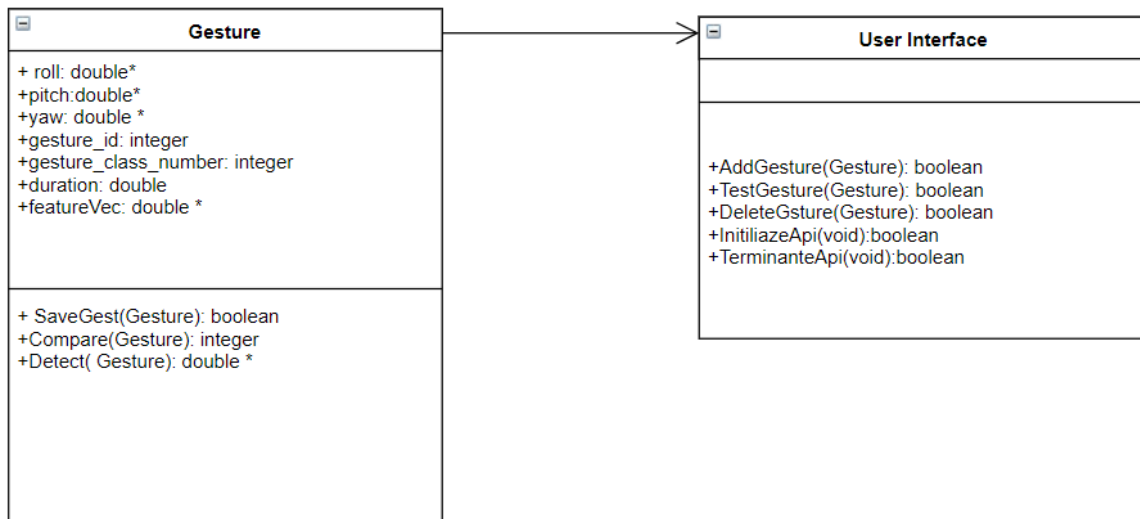 Gesture
+ roll: double*
+pitch:double*
+yaw: double *
+gesture_id: integer
+gesture_class_number: integer
+duration: double
+featureVec: double *
+ SaveGest(Gesture): boolean
+Compare(Gesture): integer
+Detect( Gesture): double *
User Interface
+AddGesture(Gesture): boolean
+TestGesture(Gesture): boolean
+DeleteGsture(Gesture): boolean
+InitiliazeApi(void):boolean
+TerminanteApi(void):boolean